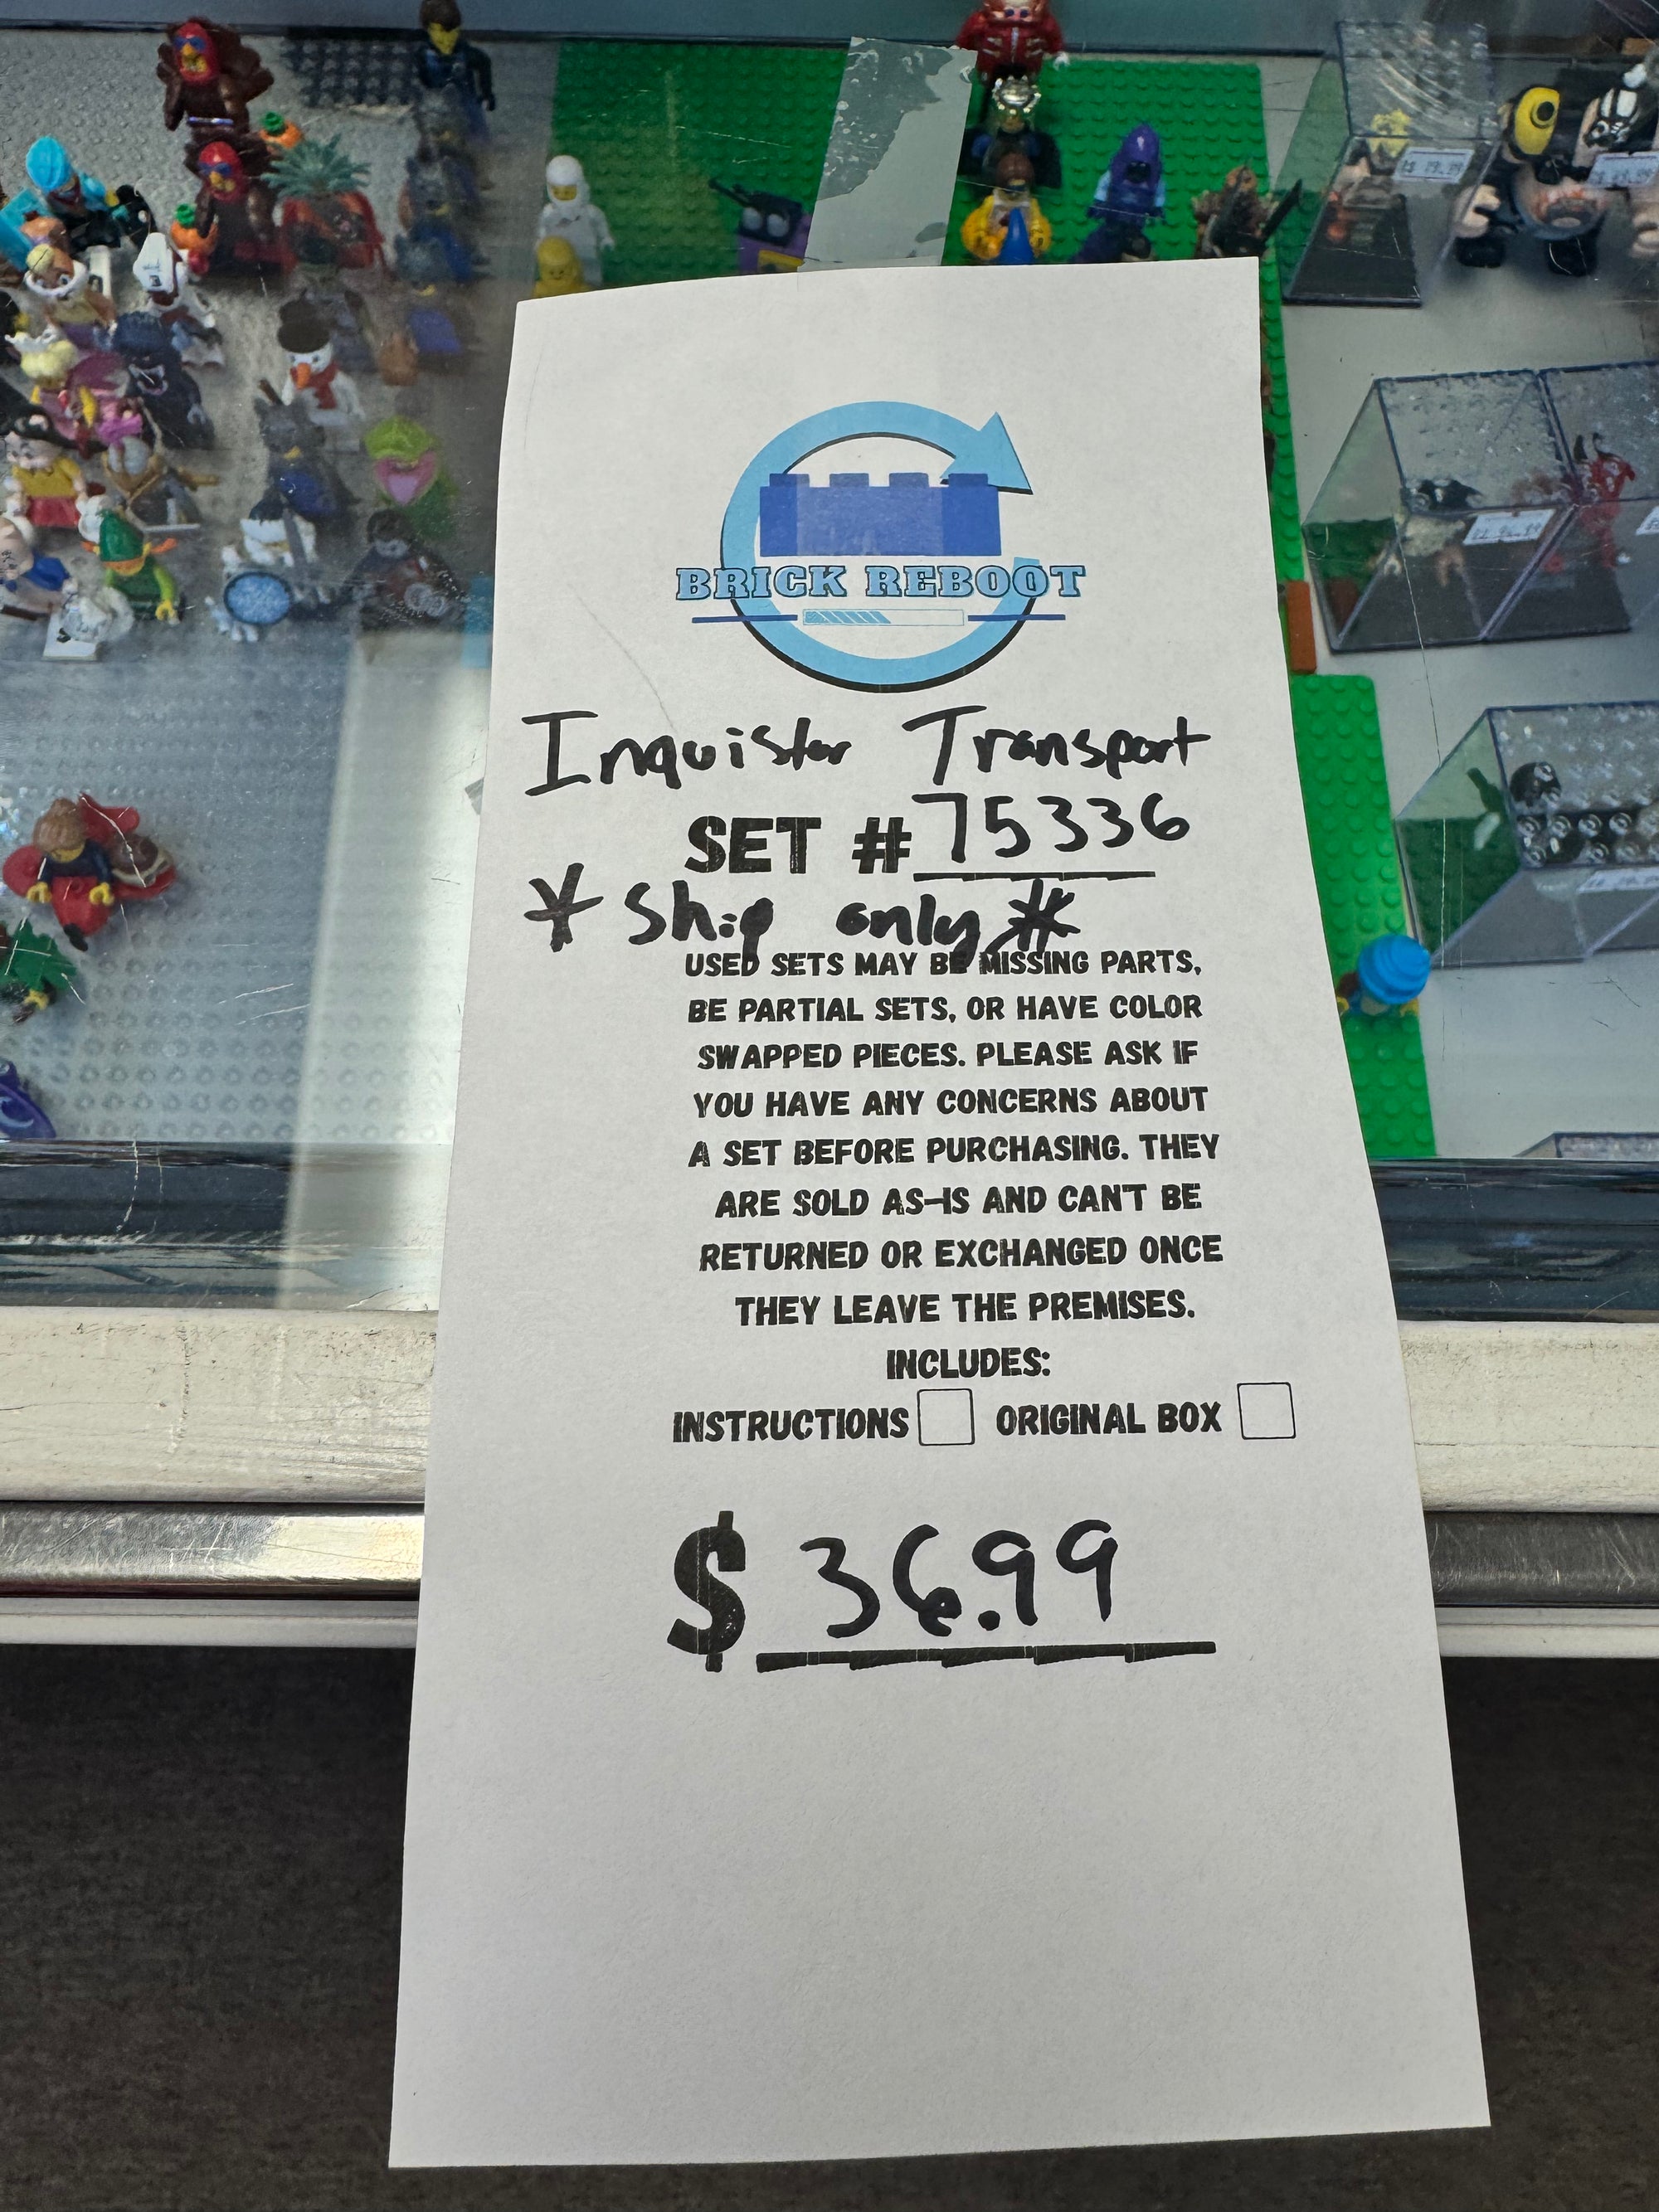 BRICK REBOOT
Inquistor Transport
SET # 75336
* Ship only *
USED SETS MAY BE MISSING PARTS,
BE PARTIAL SETS, OR HAVE COLOR
SWAPPED PIECES. PLEASE ASK IF
YOU HAVE ANY CONCERNS ABOUT
A SET BEFORE PURCHASING. THEY
ARE SOLD AS-IS AND CAN'T BE
RETURNED OR EXCHANGED ONCE
THEY LEAVE THE PREMISES.
INCLUDES:
INSTRUCTIONS ORIGINAL BOX
$ 36.99